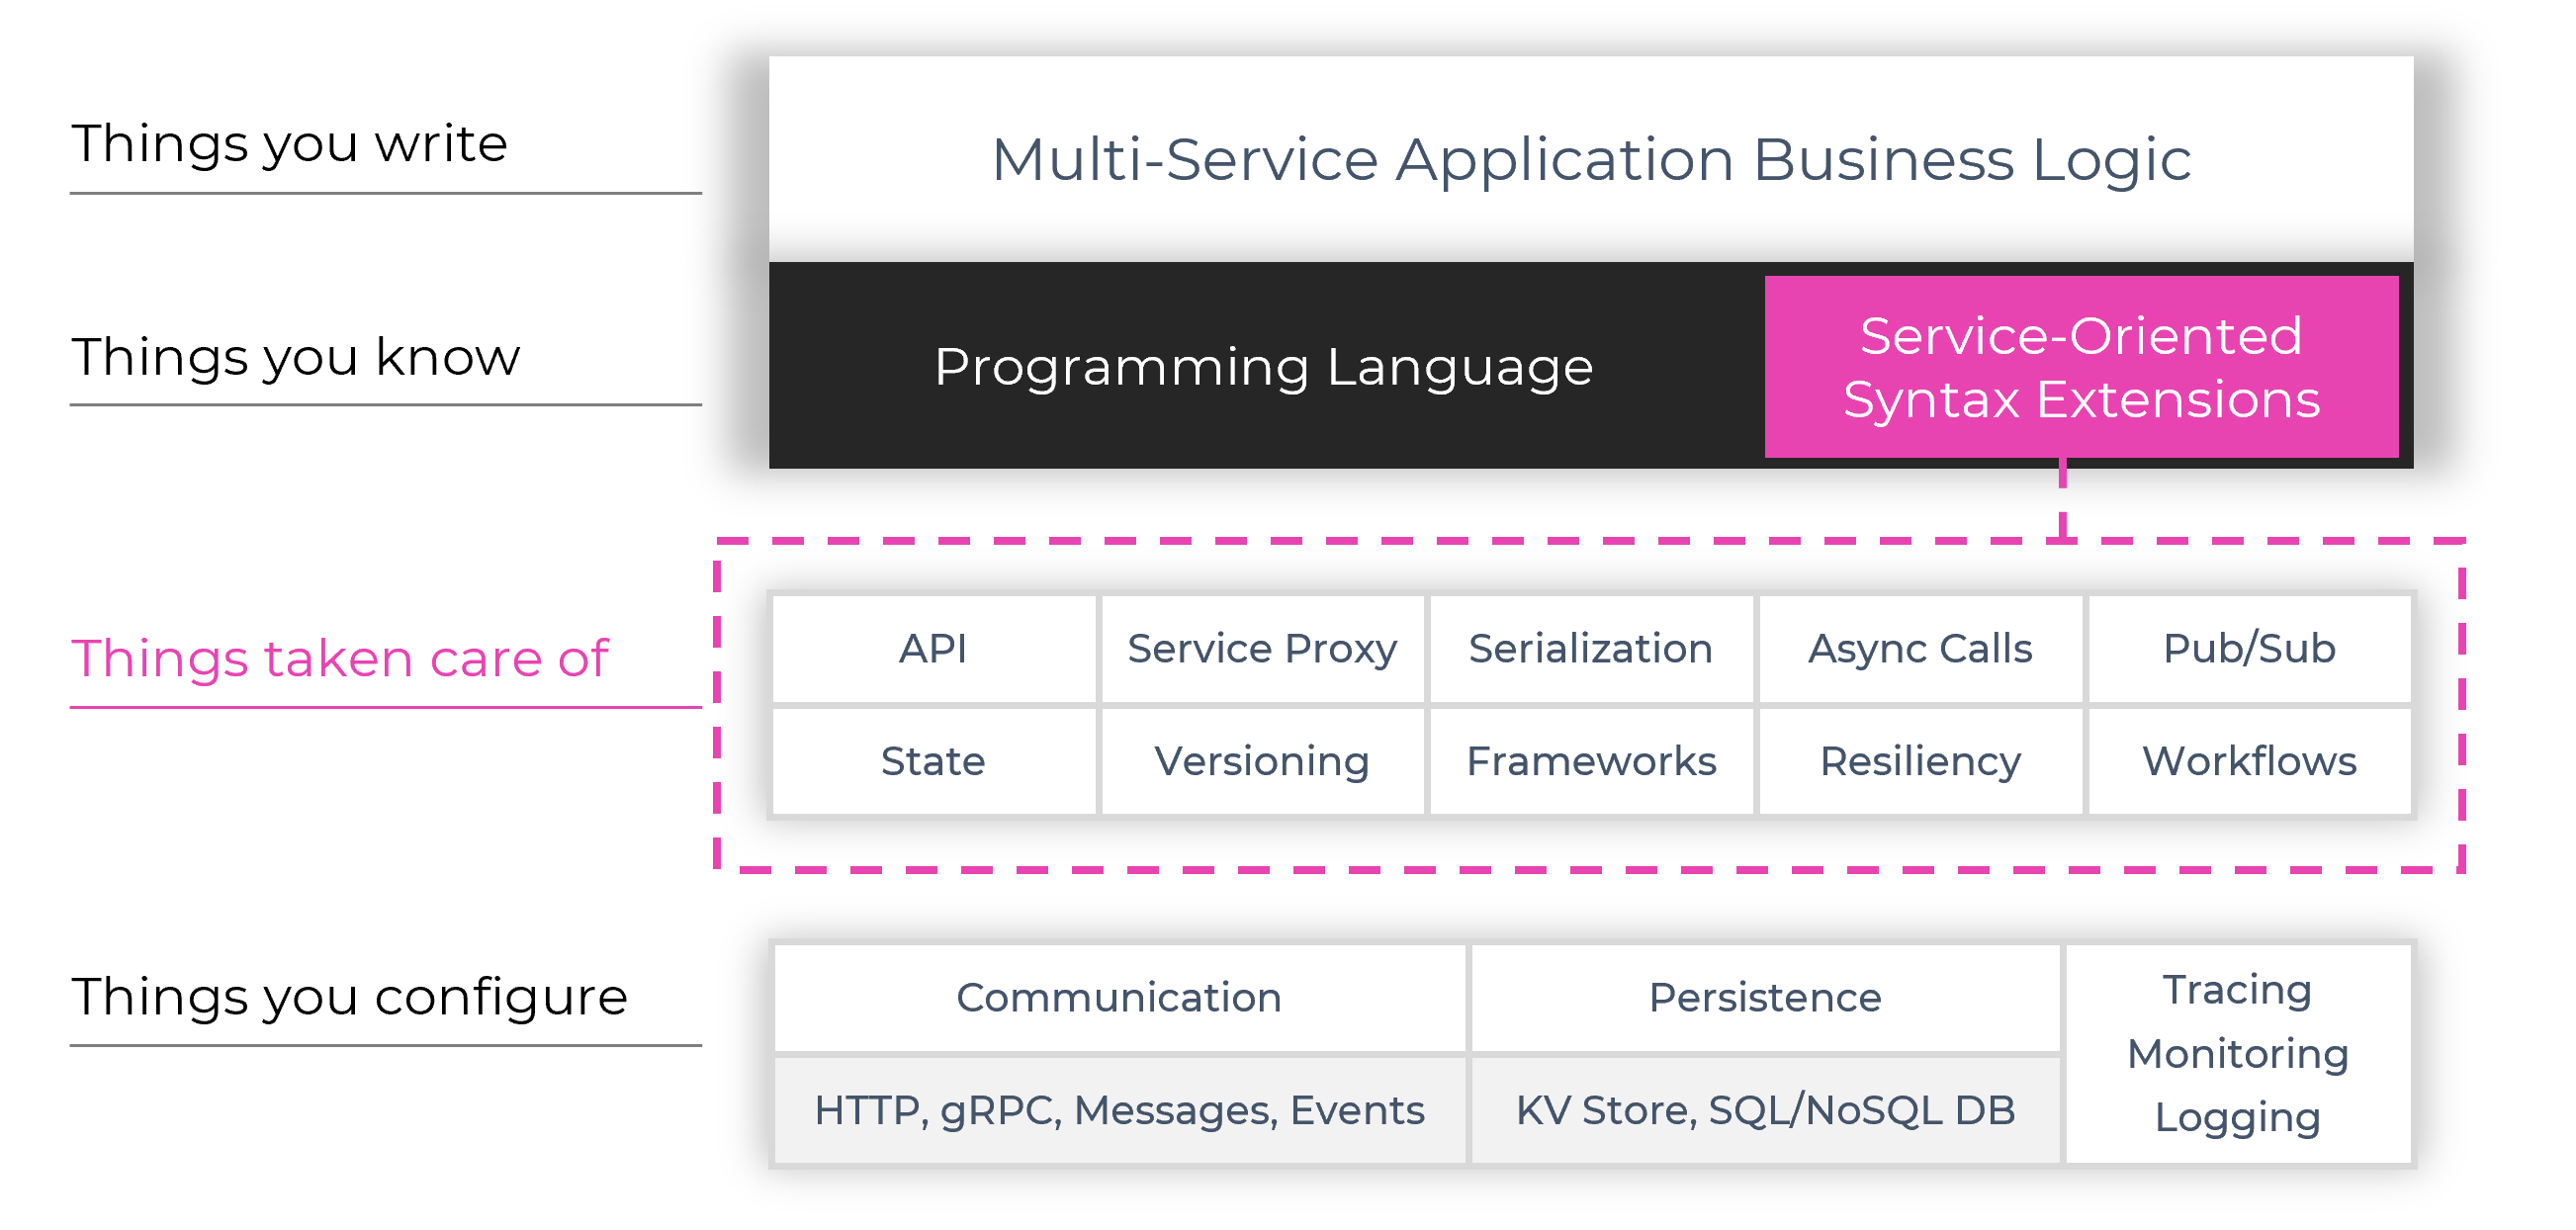 Things you write
Multi-Service Application Business Logic
Things you know
Programming Language
Service-Oriented
Syntax Extensions
Things taken care of
API
Service Proxy
Serialization
Async Calls
Pub/Sub
State
Versioning
Frameworks
Resiliency
Workflows
Things you configure
Communication
Persistence
HTTP, gRPC, Messages, Events
KV Store, SQL/NoSQL DB
Tracing
Monitoring
Logging